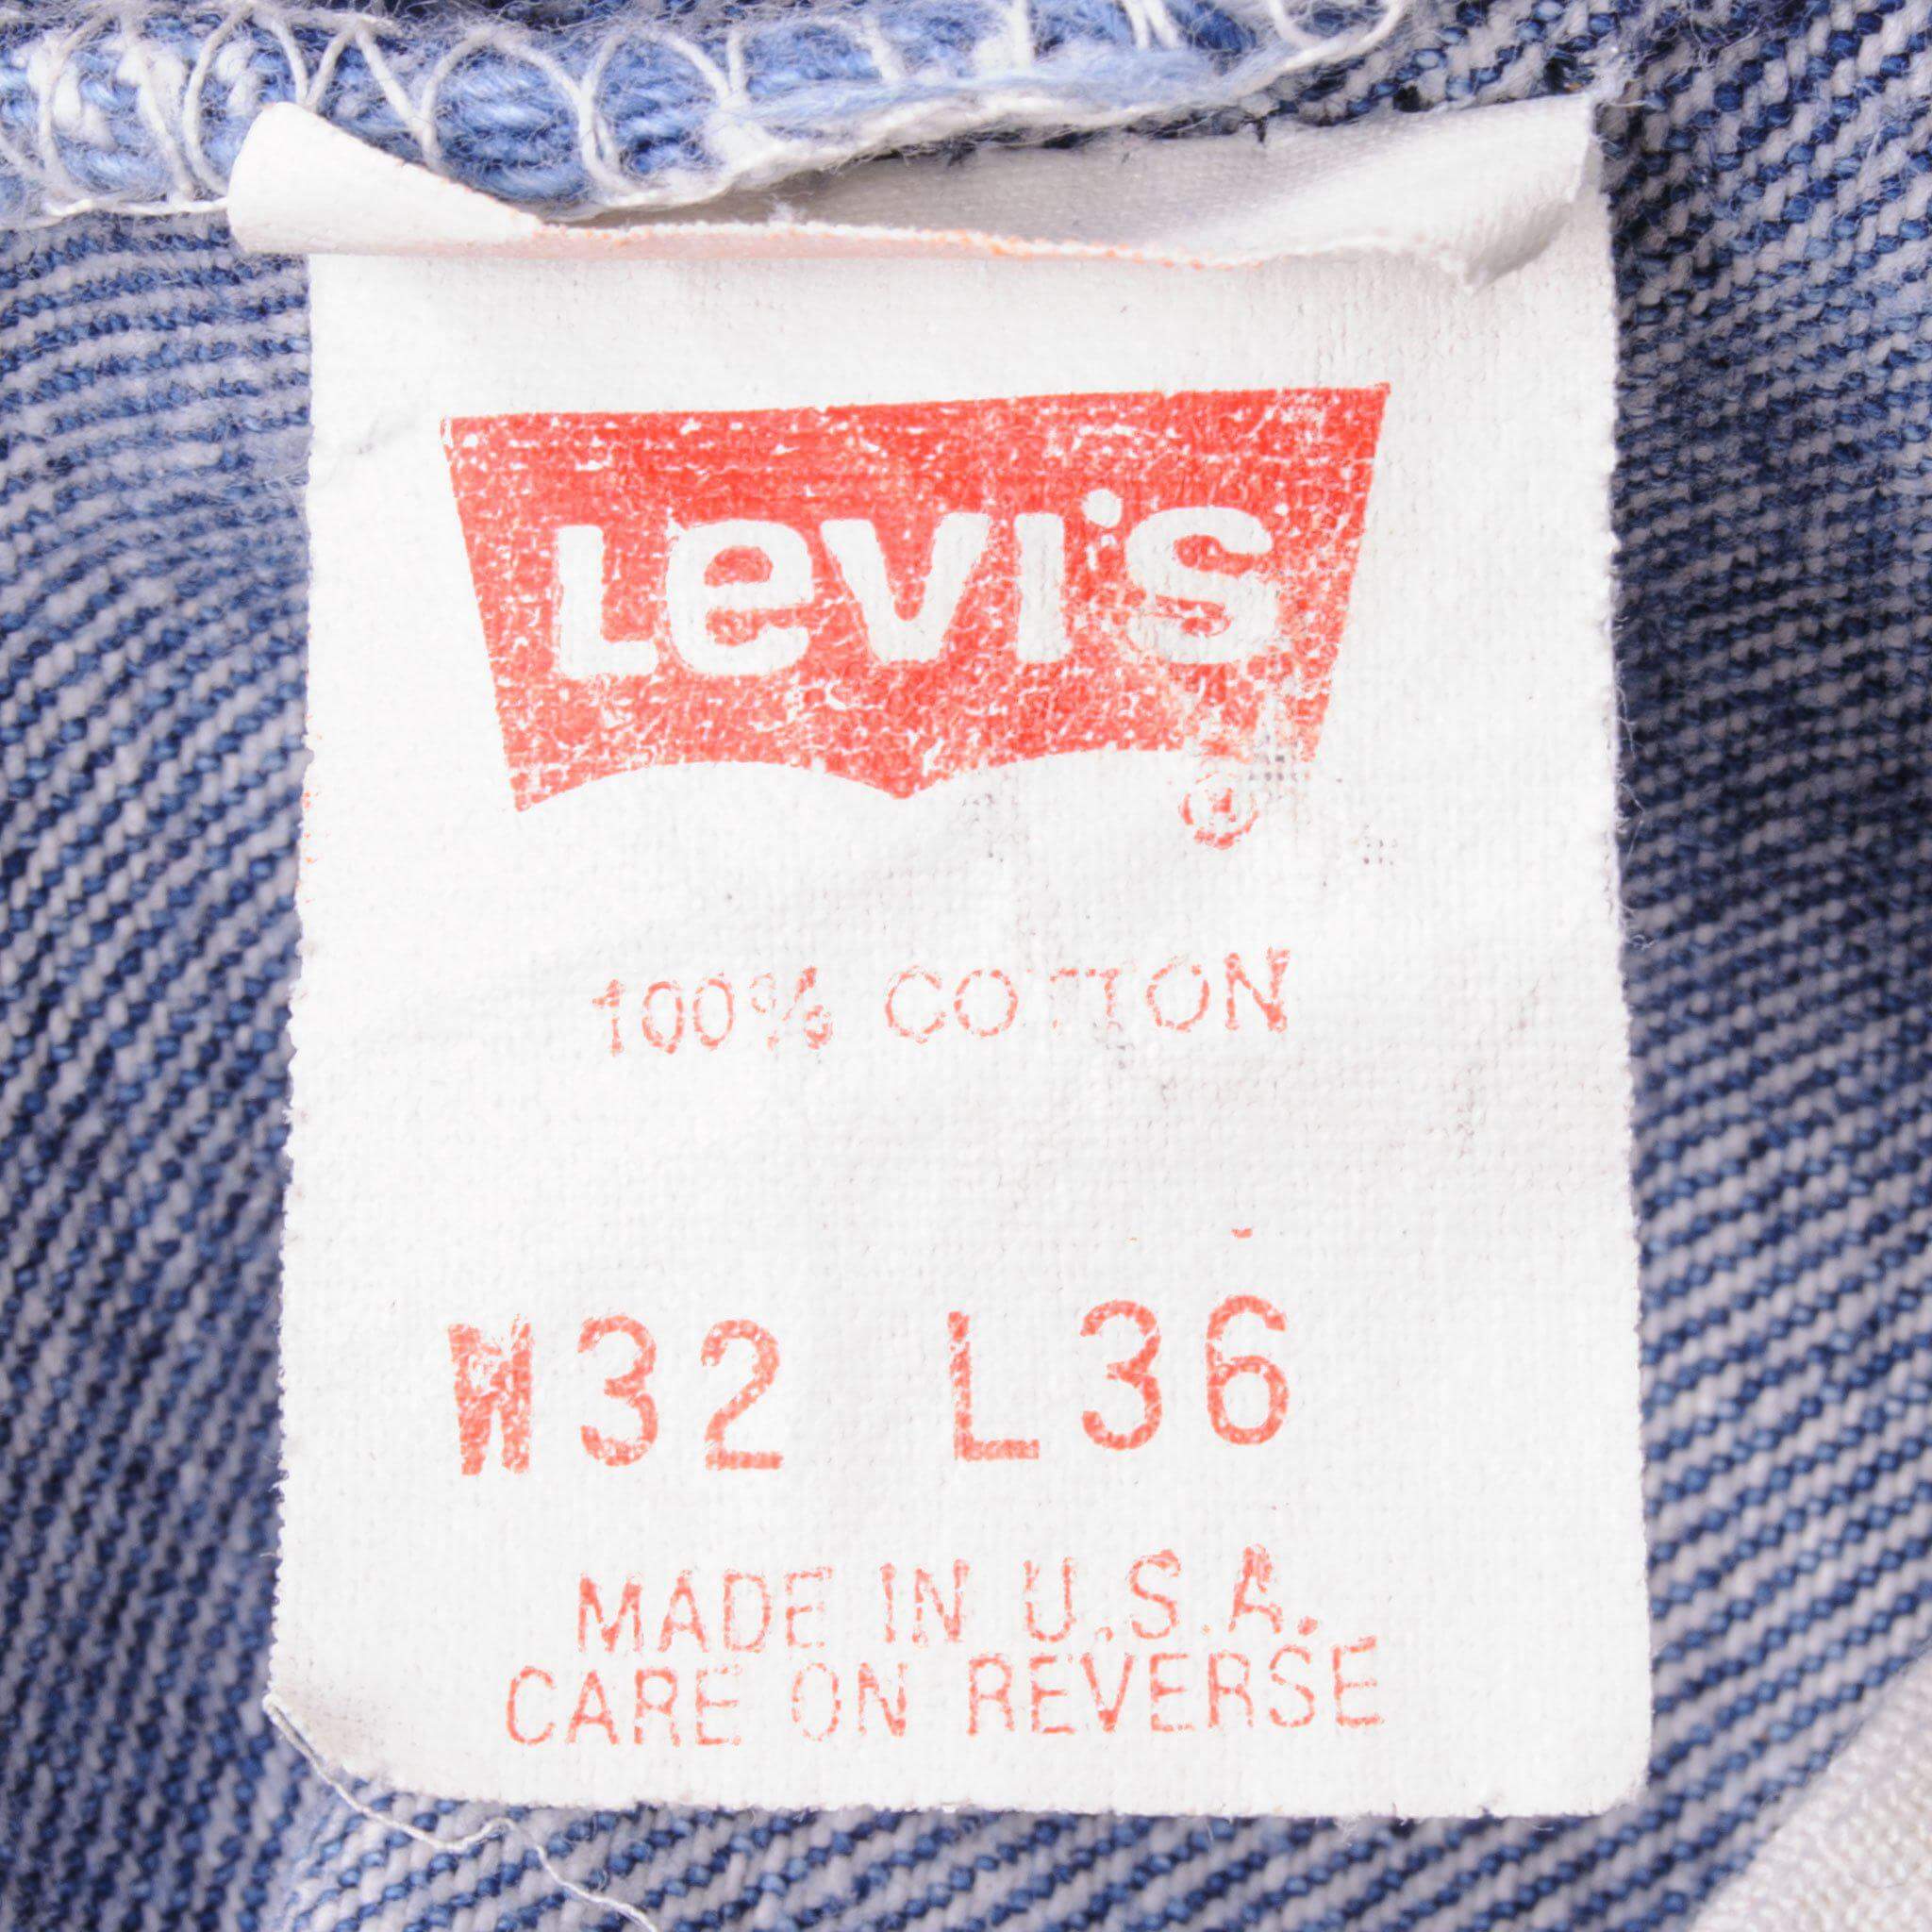 Levi's
®
100% COTTON
W32 L36
MADE IN U.S.A.
CARE ON REVERSE